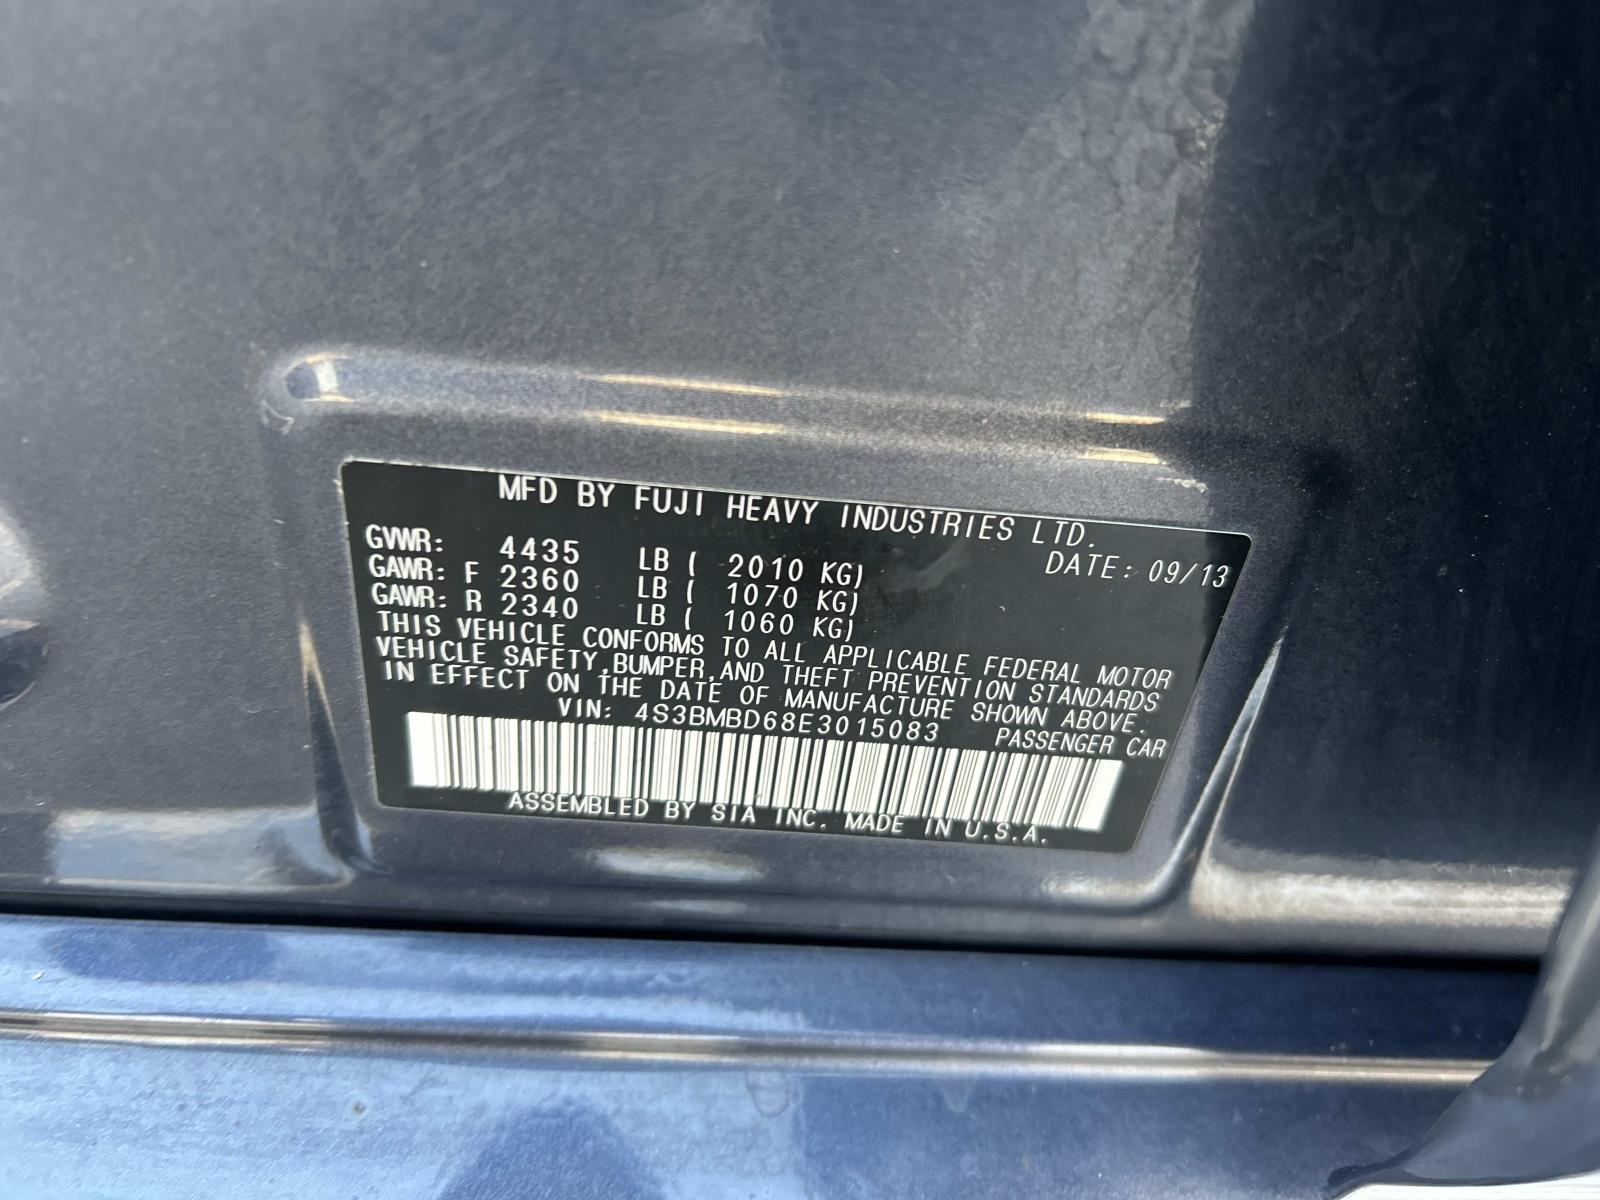 MFD BY FUJI HEAVY INDUSTRIES LTD.
DATE: 09/13
GVWR: 4435 LB ( 2010 KG)
GAWR: F 2360 LB ( 1070 KG)
GAWR: R 2340 LB ( 1060 KG)
THIS VEHICLE CONFORMS TO ALL APPLICABLE FEDERAL MOTOR
VEHICLE SAFETY, BUMPER, AND THEFT PREVENTION STANDARDS
IN EFFECT ON THE DATE OF MANUFACTURE SHOWN ABOVE.
VIN: 4S3BMBD68E3015083 PASSENGER CAR
ASSEMBLED BY SIA INC. MADE IN U.S.A.